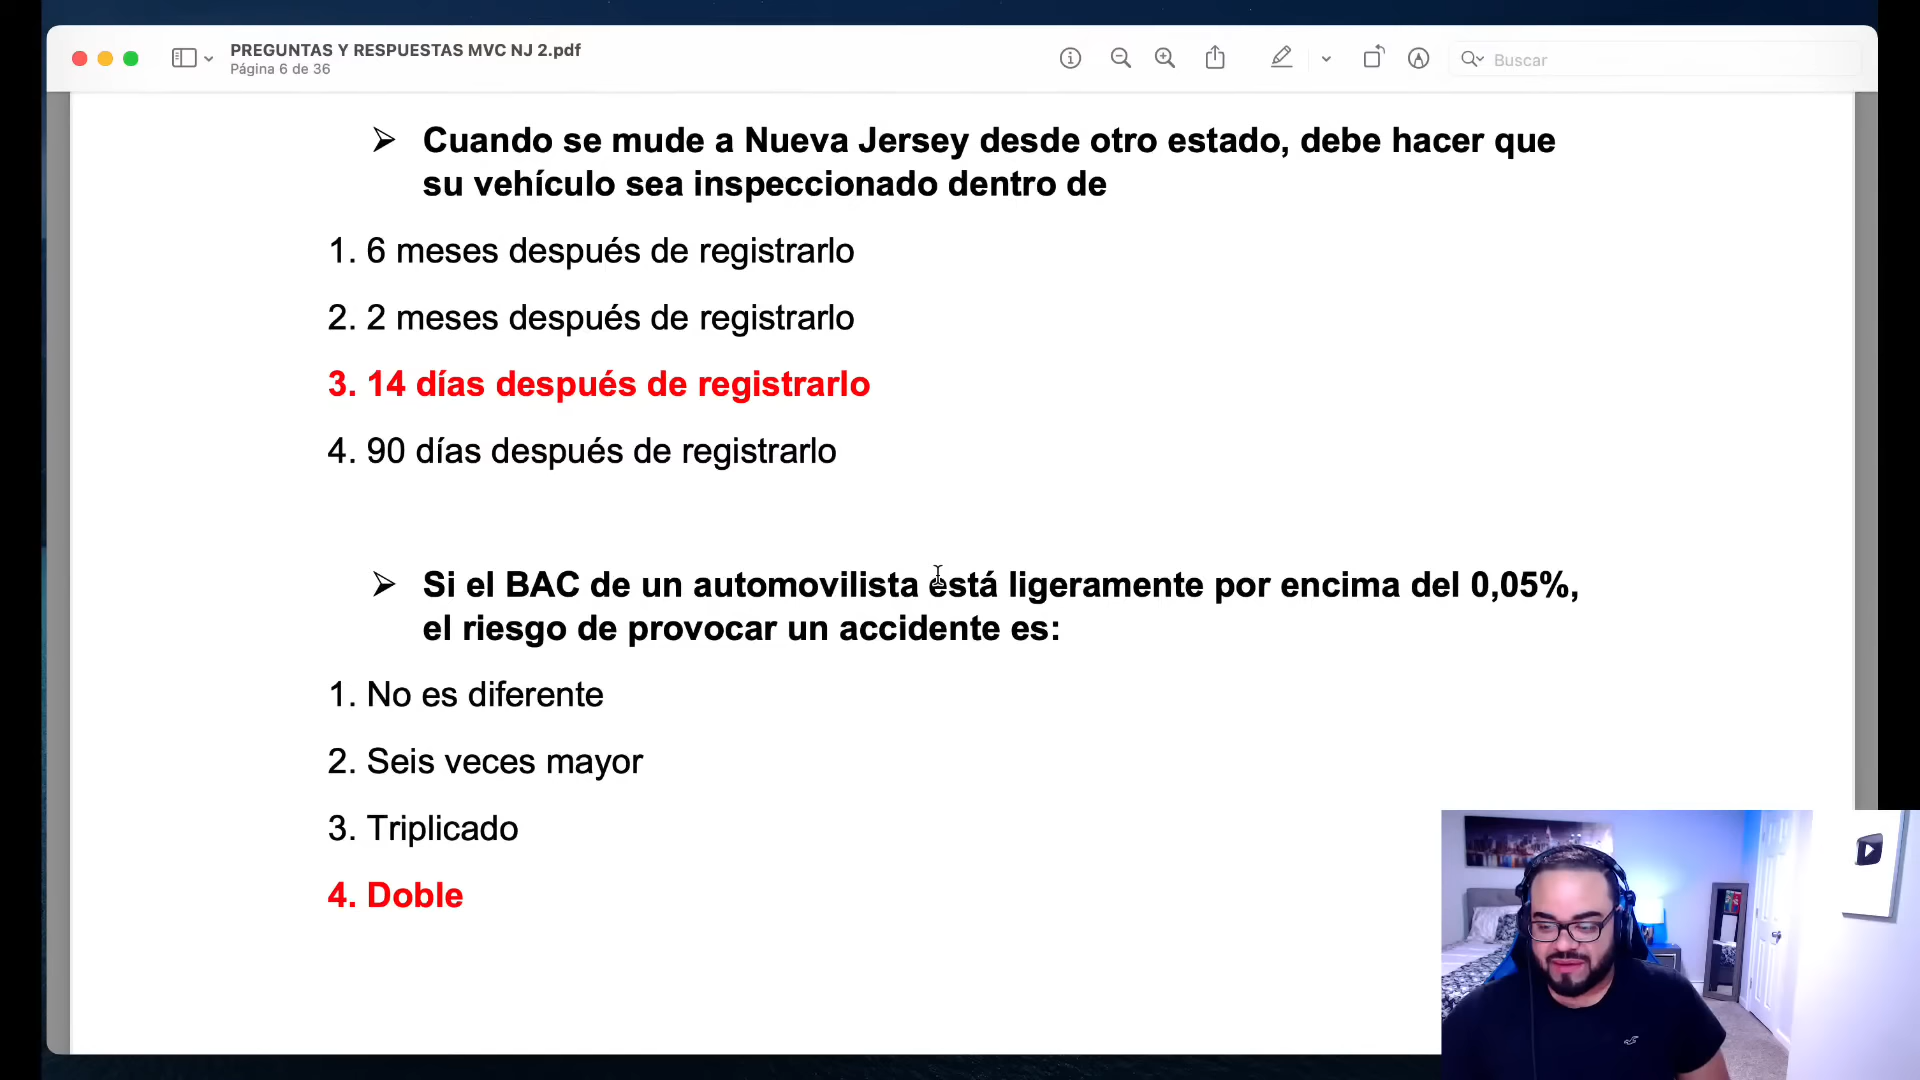 PREGUNTAS Y RESPUESTAS MVC NJ 2.pdf
Página 6 de 36
Buscar
➢ Cuando se mude a Nueva Jersey desde otro estado, debe hacer que
su vehículo sea inspeccionado dentro de
1. 6 meses después de registrarlo
2. 2 meses después de registrarlo
3. 14 días después de registrarlo
4. 90 días después de registrarlo
➢ Si el BAC de un automovilista está ligeramente por encima del 0,05%,
el riesgo de provocar un accidente es:
1. No es diferente
2. Seis veces mayor
3. Triplicado
4. Doble